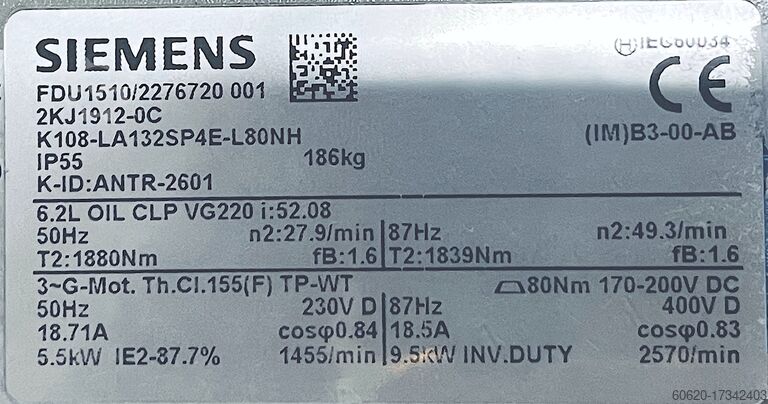 SIEMENS
IEC60034
FDU1510/2276720 001
2KJ1912-0C
CE
K108-LA132SP4E-L80NH
(IM)B3-00-AB
IP55 186kg
K-ID:ANTR-2601
6.2L OIL CLP VG220 i:52.08
50Hz n2:27.9/min 87Hz n2:49.3/min
T2:1880Nm fB:1.6 T2:1839Nm fB:1.6
3~G-Mot. Th.Cl.155(F) TP-WT 80Nm 170-200V DC
50Hz 230V D 87Hz 400V D
18.71A cosφ0.84 18.5A cosφ0.83
5.5kW IE2-87.7% 1455/min 9.5kW INV.DUTY 2570/min
60620-17342403